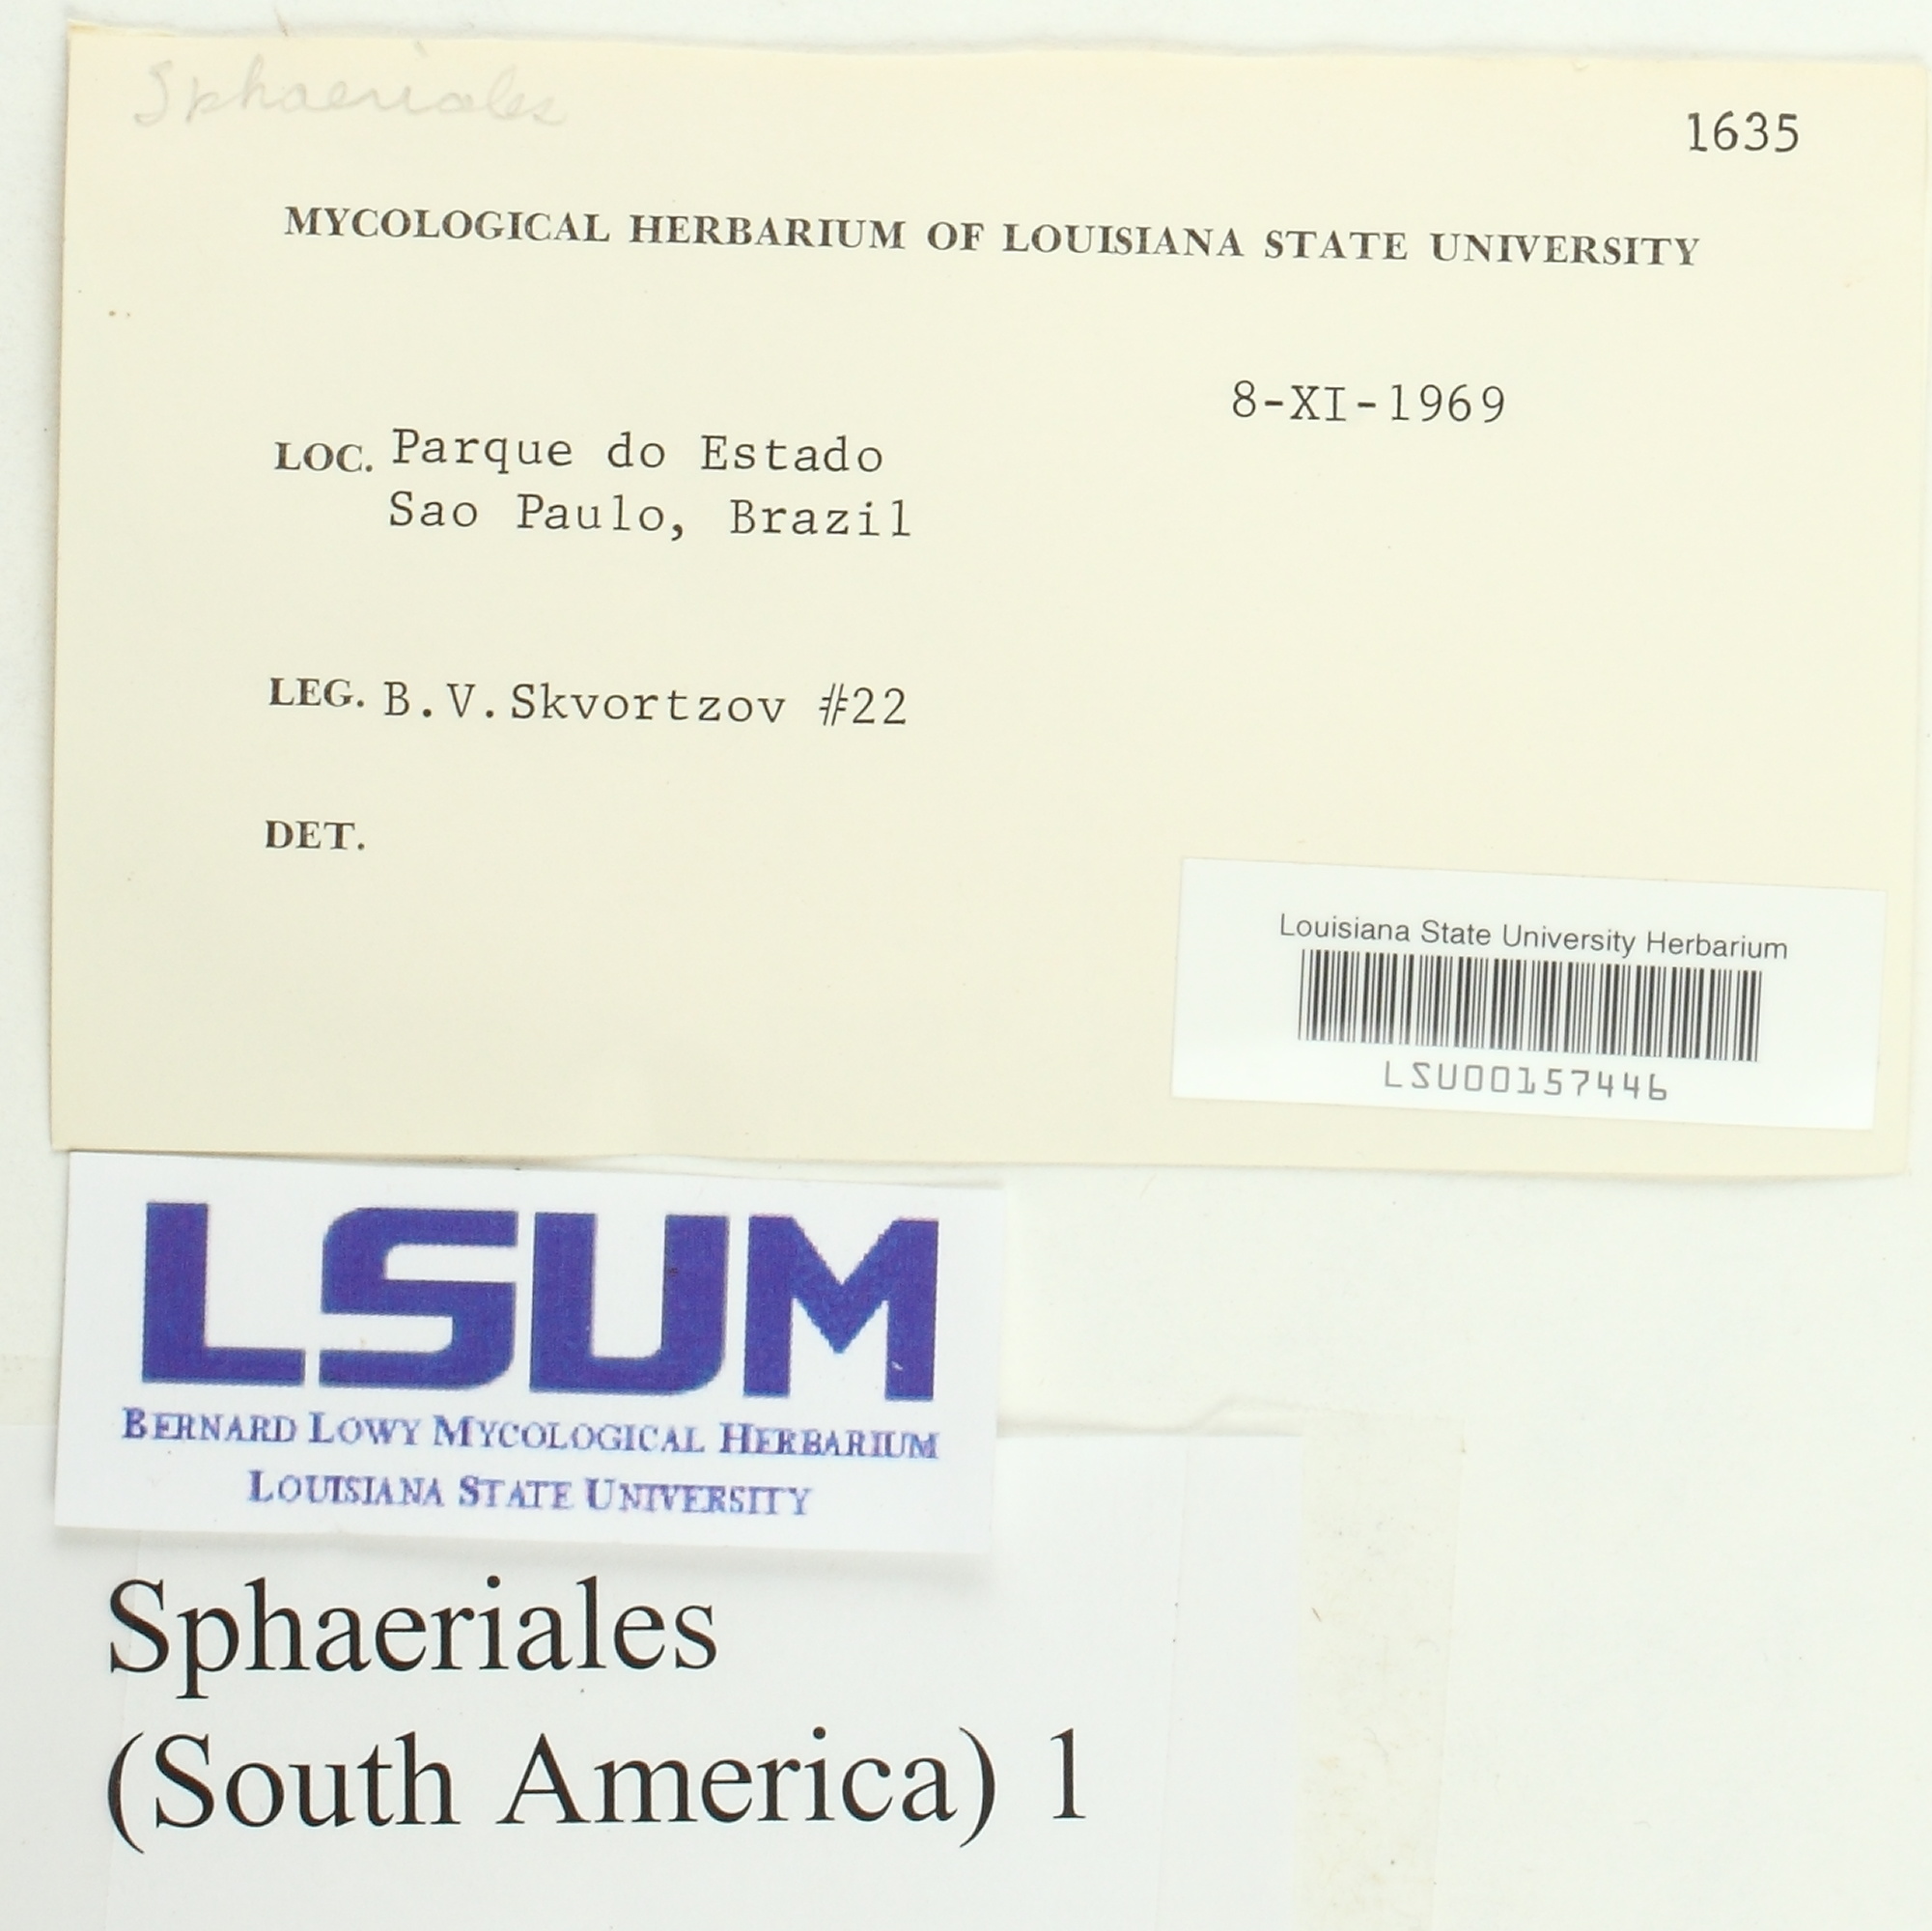 Sphaeriales
1635
MYCOLOGICAL HERBARIUM OF LOUISIANA STATE UNIVERSITY
8-XI-1969
LOC. Parque do Estado
Sao Paulo, Brazil
LEG. B.V.Skvortzov #22
DET.
Louisiana State University Herbarium
LSU00157446
LSUM
BERNARD LOWY MYCOLOGICAL HERBARIUM
LOUISIANA STATE UNIVERSITY
Sphaeriales
(South America) 1